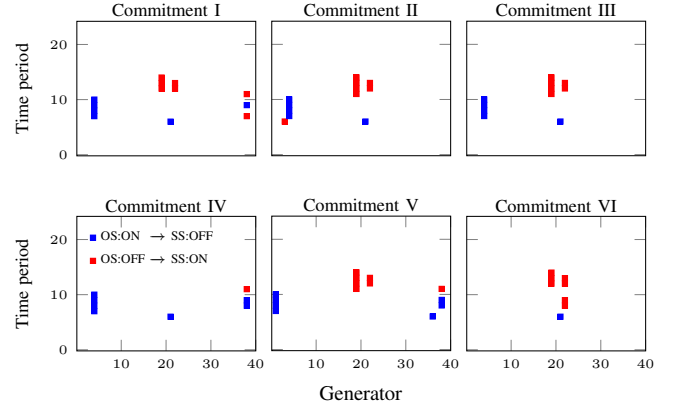 Commitment I
Commitment II
Commitment III
Time period
20
10
0
Commitment IV
Commitment V
Commitment VI
Time period
20
10
0
OS:ON → SS:OFF
OS:OFF → SS:ON
10 20 30 40
10 20 30 40
10 20 30 40
Generator